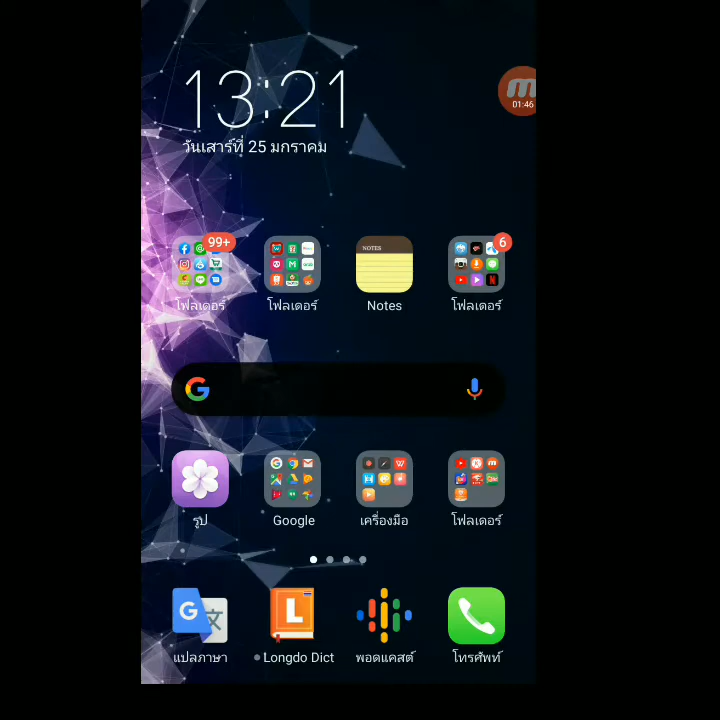 13:21
วันเสาร์ที่ 25 มกราคม
01:46
99+
6
NOTES
โฟลเดอร์
โฟลเดอร์
Notes
โฟลเดอร์
รูป
Google
เครื่องมือ
โฟลเดอร์
แปลภาษา
Longdo Dict
พอดแคสต์
โทรศัพท์